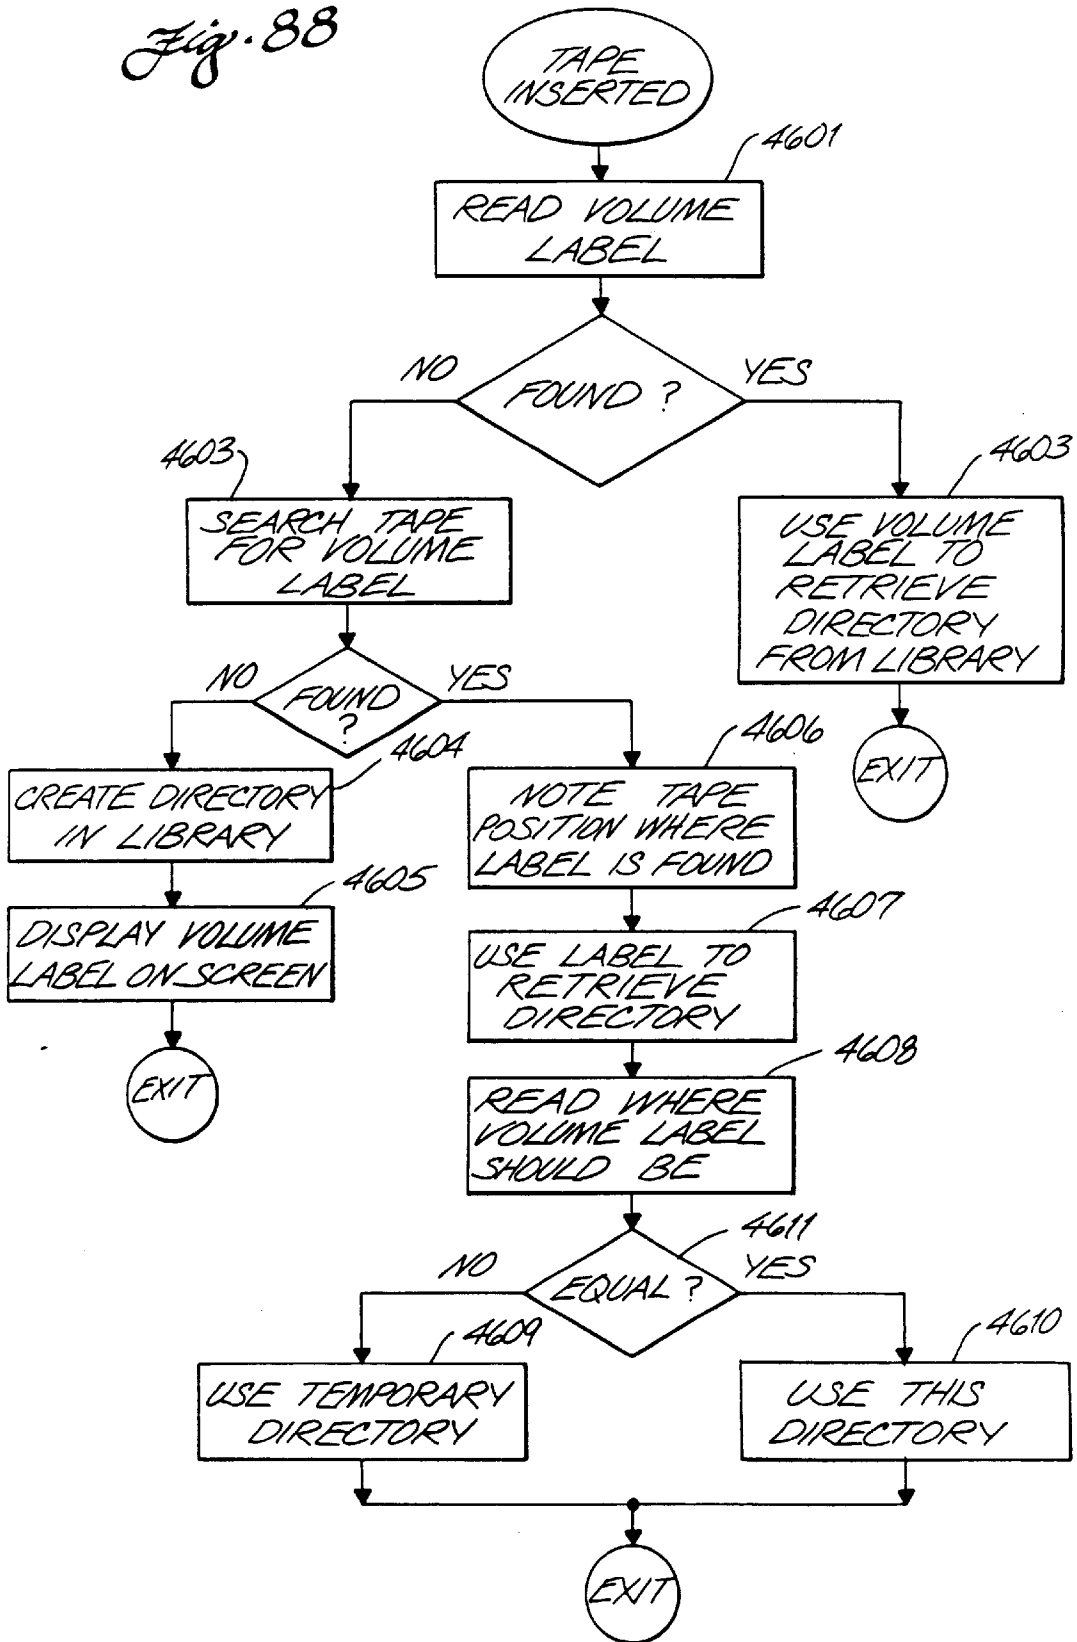 Fig. 88
TAPE
INSERTED
4601
READ VOLUME
LABEL
NO
FOUND ?
YES
4603
SEARCH TAPE
FOR VOLUME
LABEL
4603
USE VOLUME
LABEL TO
RETRIEVE
DIRECTORY
FROM LIBRARY
EXIT
NO
FOUND
?
YES
4604
CREATE DIRECTORY
IN LIBRARY
4605
DISPLAY VOLUME
LABEL ON SCREEN
EXIT
4606
NOTE TAPE
POSITION WHERE
LABEL IS FOUND
4607
USE LABEL TO
RETRIEVE
DIRECTORY
4608
READ WHERE
VOLUME LABEL
SHOULD BE
4611
NO
EQUAL ?
YES
4609
USE TEMPORARY
DIRECTORY
4610
USE THIS
DIRECTORY
EXIT